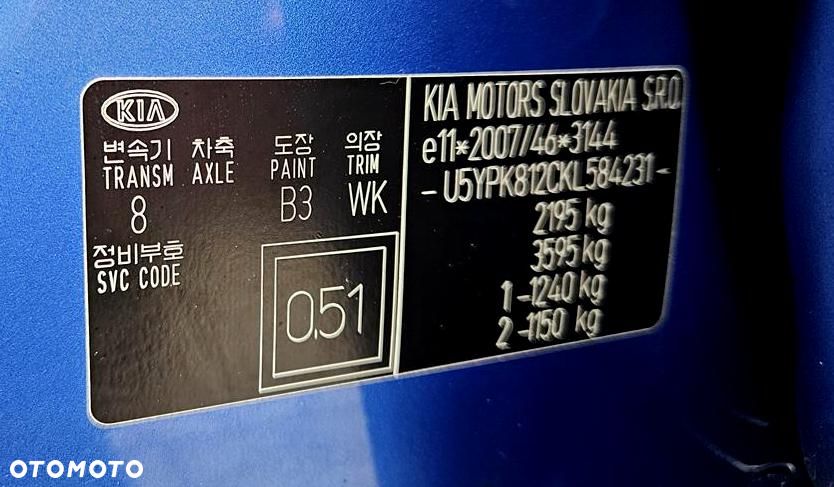 KIA
변속기 차축 도장 의장
TRANSM AXLE PAINT TRIM
8 B3 WK
정비부호
SVC CODE
0.51
KIA MOTORS SLOVAKIA S.R.O.
e11*2007/46*3144
- U5YPK812CKL584231 -
2195 kg
3595 kg
1 -1240 kg
2 -1150 kg
OTOMOTO